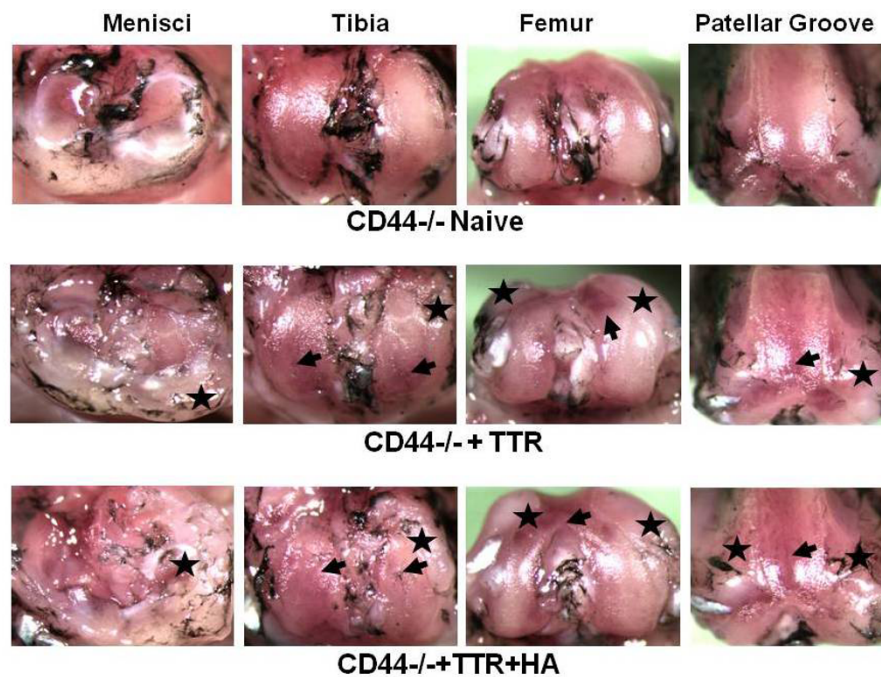 Menisci Tibia Femur Patellar Groove
CD44-/- Naive
CD44-/- + TTR
CD44-/-+TTR+HA